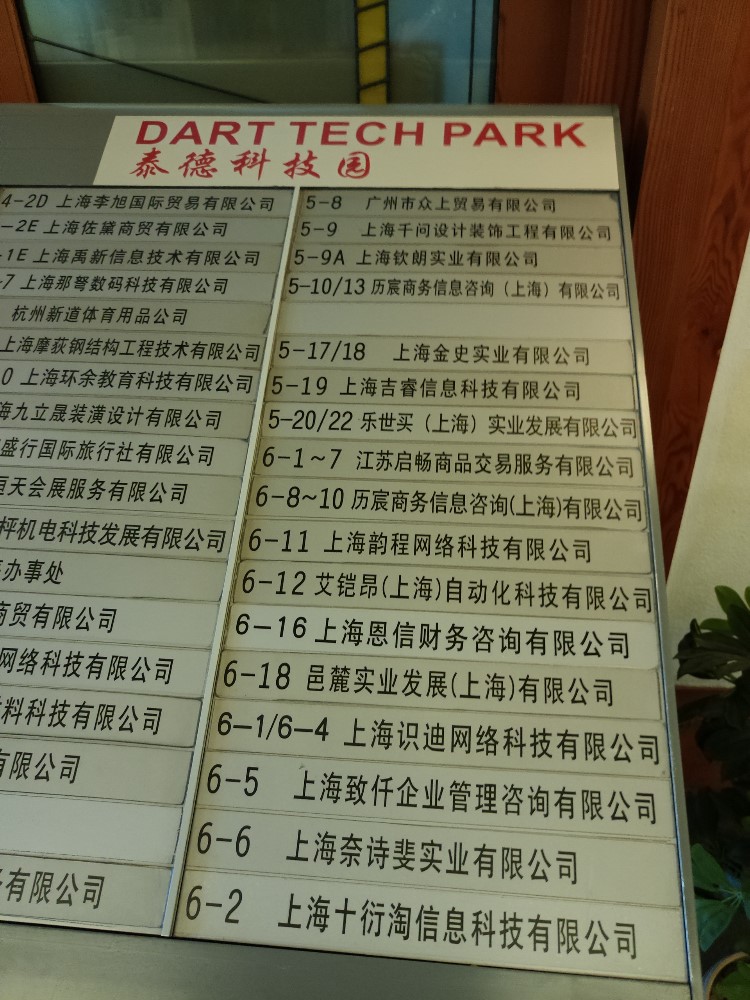 DART TECH PARK
泰德科技园
4-2D 上海李旭国际贸易有限公司
-2E 上海佐黛商贸有限公司
-1E 上海禹新信息技术有限公司
-7 上海那弩数码科技有限公司
杭州新道体育用品公司
上海摩荻钢结构工程技术有限公司
0 上海环余教育科技有限公司
海九立晟装潢设计有限公司
盛行国际旅行社有限公司
恒天会展服务有限公司
枰机电科技发展有限公司
办事处
商贸有限公司
网络科技有限公司
料科技有限公司
有限公司
有限公司
5-8 广州市众上贸易有限公司
5-9 上海千问设计装饰工程有限公司
5-9A 上海钦朗实业有限公司
5-10/13 历宸商务信息咨询（上海）有限公司
5-17/18 上海金史实业有限公司
5-19 上海吉睿信息科技有限公司
5-20/22 乐世买（上海）实业发展有限公司
6-1~7 江苏启畅商品交易服务有限公司
6-8~10 历宸商务信息咨询(上海)有限公司
6-11 上海韵程网络科技有限公司
6-12 艾铠昂(上海)自动化科技有限公司
6-16 上海恩信财务咨询有限公司
6-18 邑麓实业发展(上海)有限公司
6-1/6-4 上海识迪网络科技有限公司
6-5 上海致仟企业管理咨询有限公司
6-6 上海奈诗斐实业有限公司
6-2 上海十衍淘信息科技有限公司